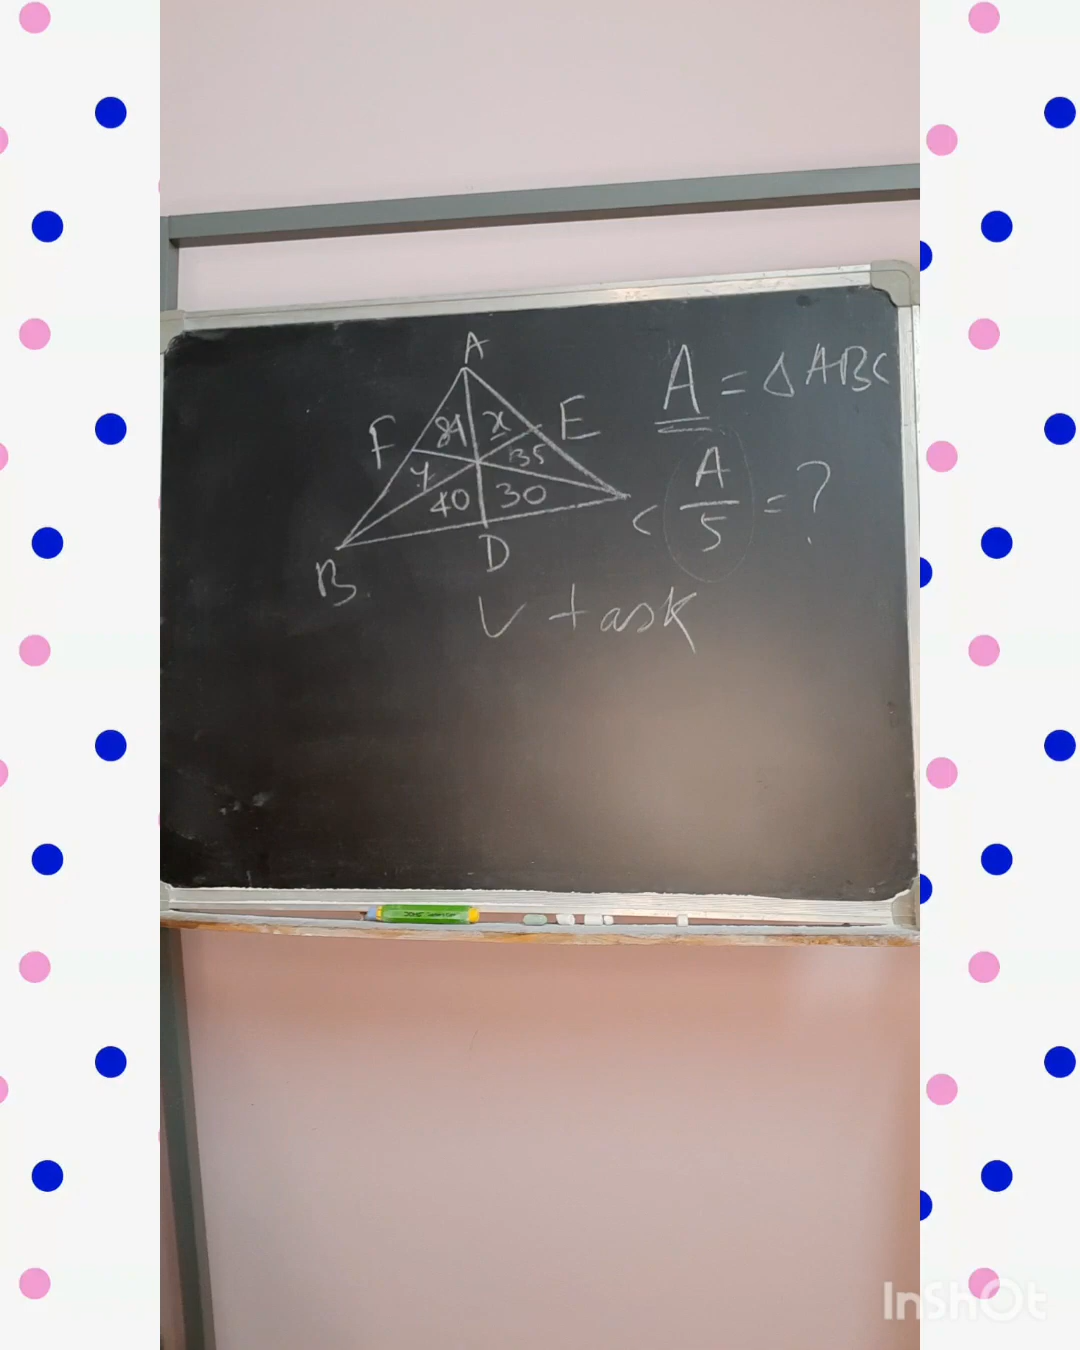 A
F 84 x E
y 35
40 30
B D C
A = Δ ABC
A/5 = ?
V task
InShOt